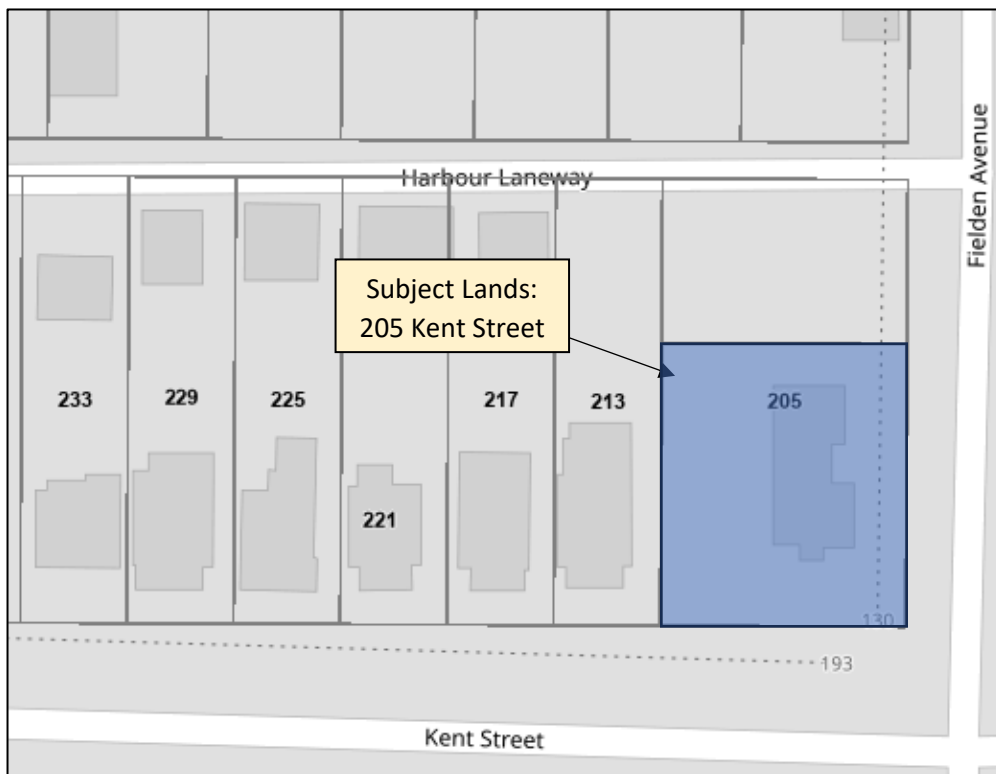 Harbour Laneway
Fielden Avenue
Subject Lands:
205 Kent Street
233
229
225
217
213
205
221
130
193
Kent Street